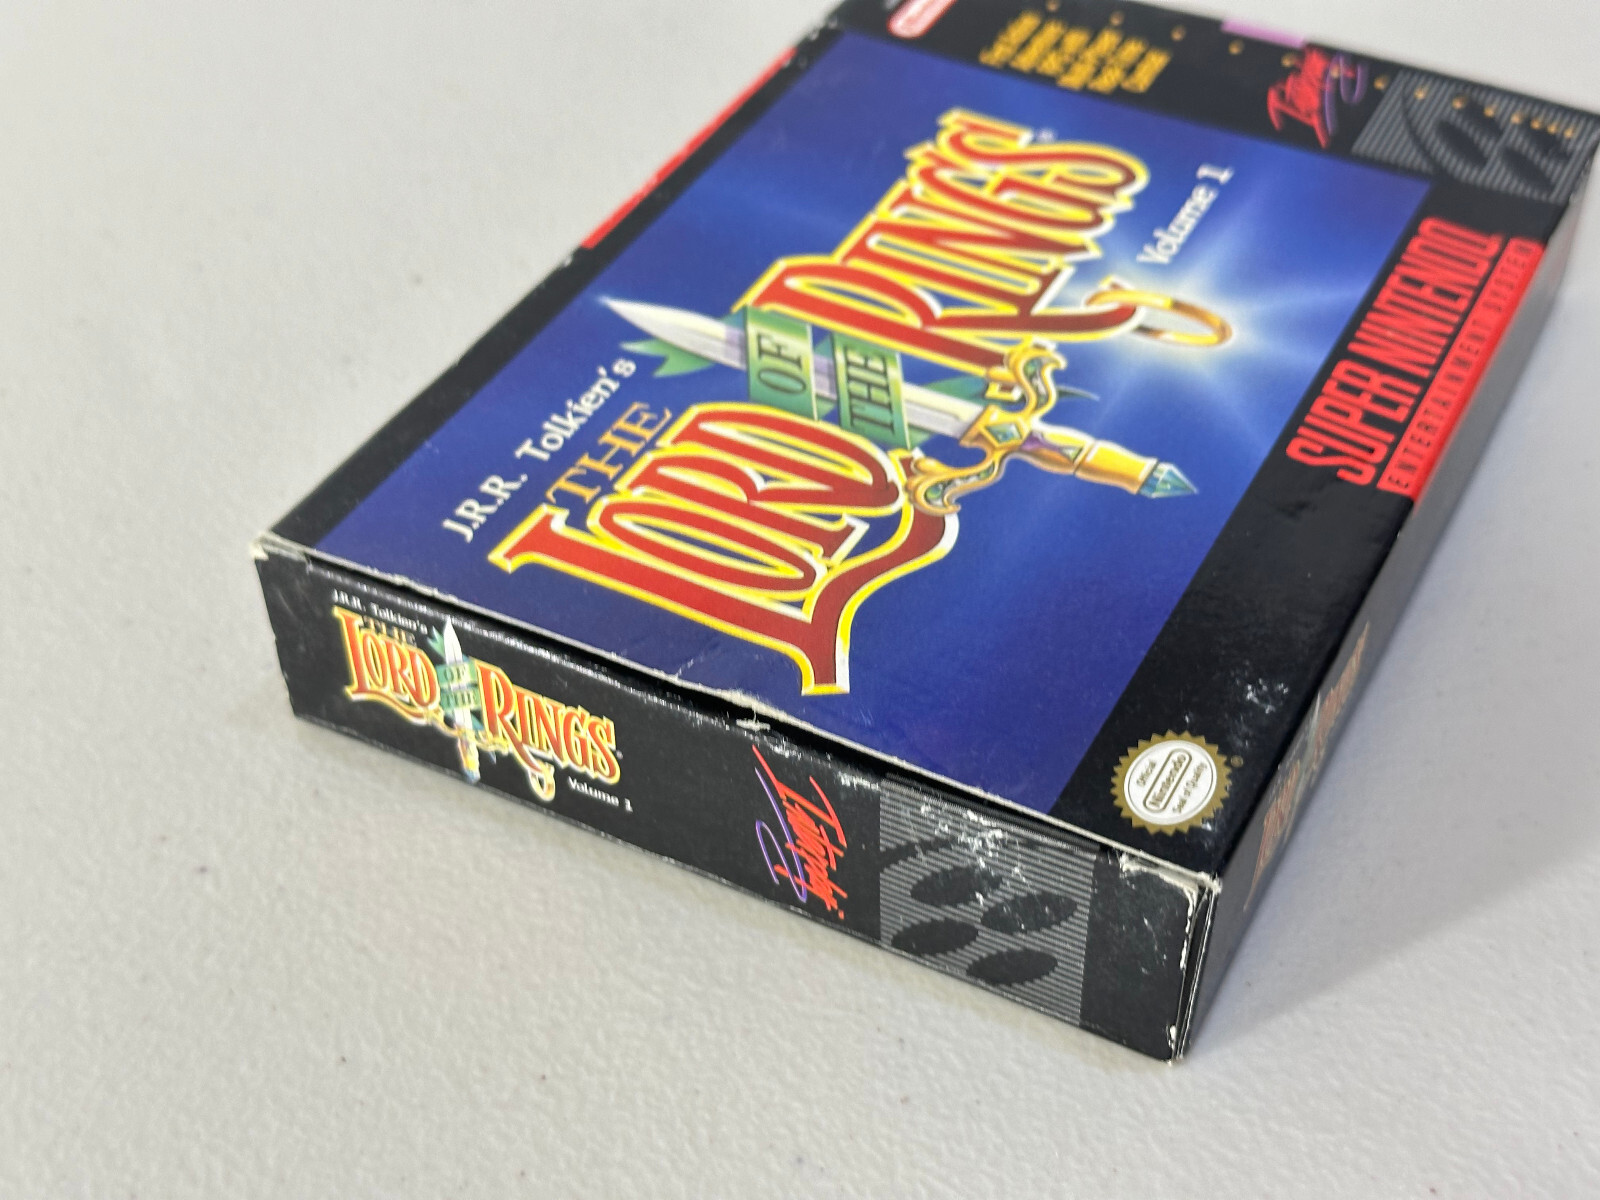 J.R.R. Tolkien's
THE
LORD
OF
THE
RINGS
Volume 1
Interplay
SUPER NINTENDO
ENTERTAINMENT SYSTEM
Official
Nintendo
Seal of Quality
J.R.R. Tolkien's
THE
LORD
OF
THE
RINGS
Volume 1
Interplay™